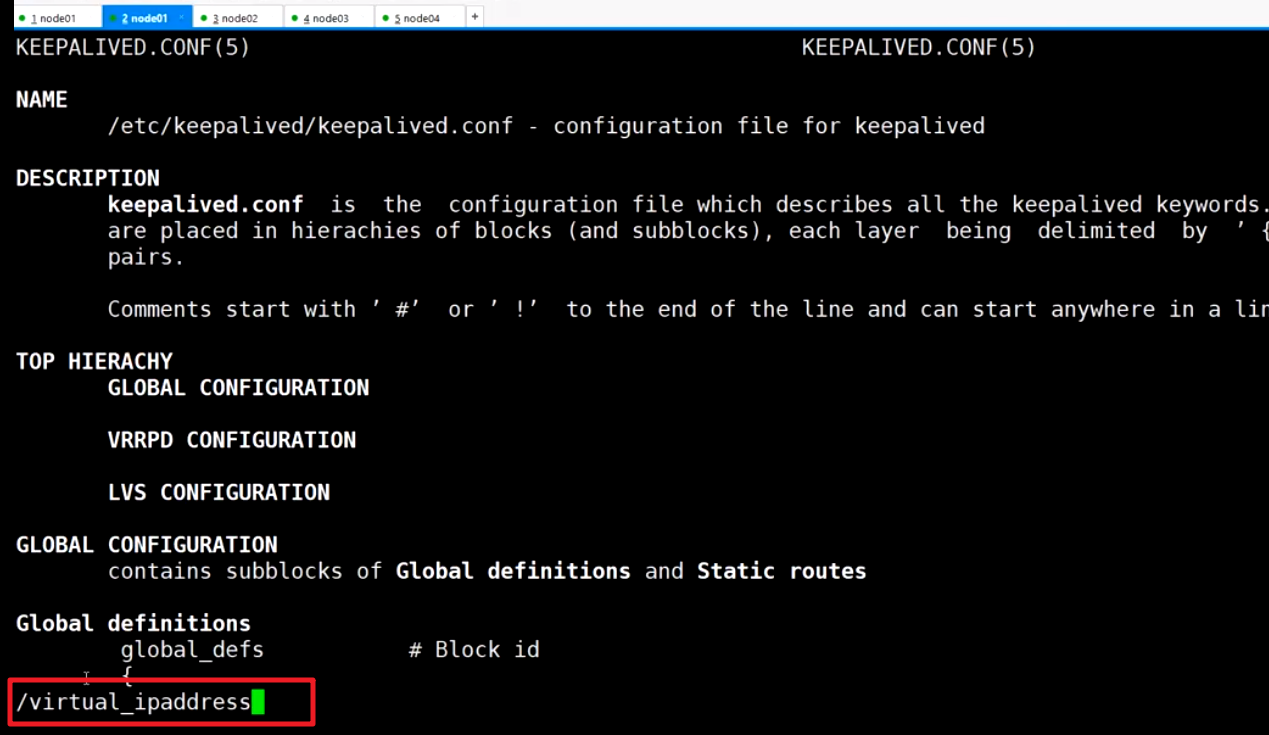 1 node01
2 node01 ×
3 node02
4 node03
5 node04
+
KEEPALIVED.CONF(5) KEEPALIVED.CONF(5)
NAME
/etc/keepalived/keepalived.conf - configuration file for keepalived
DESCRIPTION
keepalived.conf is the configuration file which describes all the keepalived keywords.
are placed in hierachies of blocks (and subblocks), each layer being delimited by ’ {
pairs.
Comments start with ’ #’ or ’ !’ to the end of the line and can start anywhere in a lin
TOP HIERACHY
GLOBAL CONFIGURATION
VRRPD CONFIGURATION
LVS CONFIGURATION
GLOBAL CONFIGURATION
contains subblocks of Global definitions and Static routes
Global definitions
global_defs # Block id
{
/virtual_ipaddress